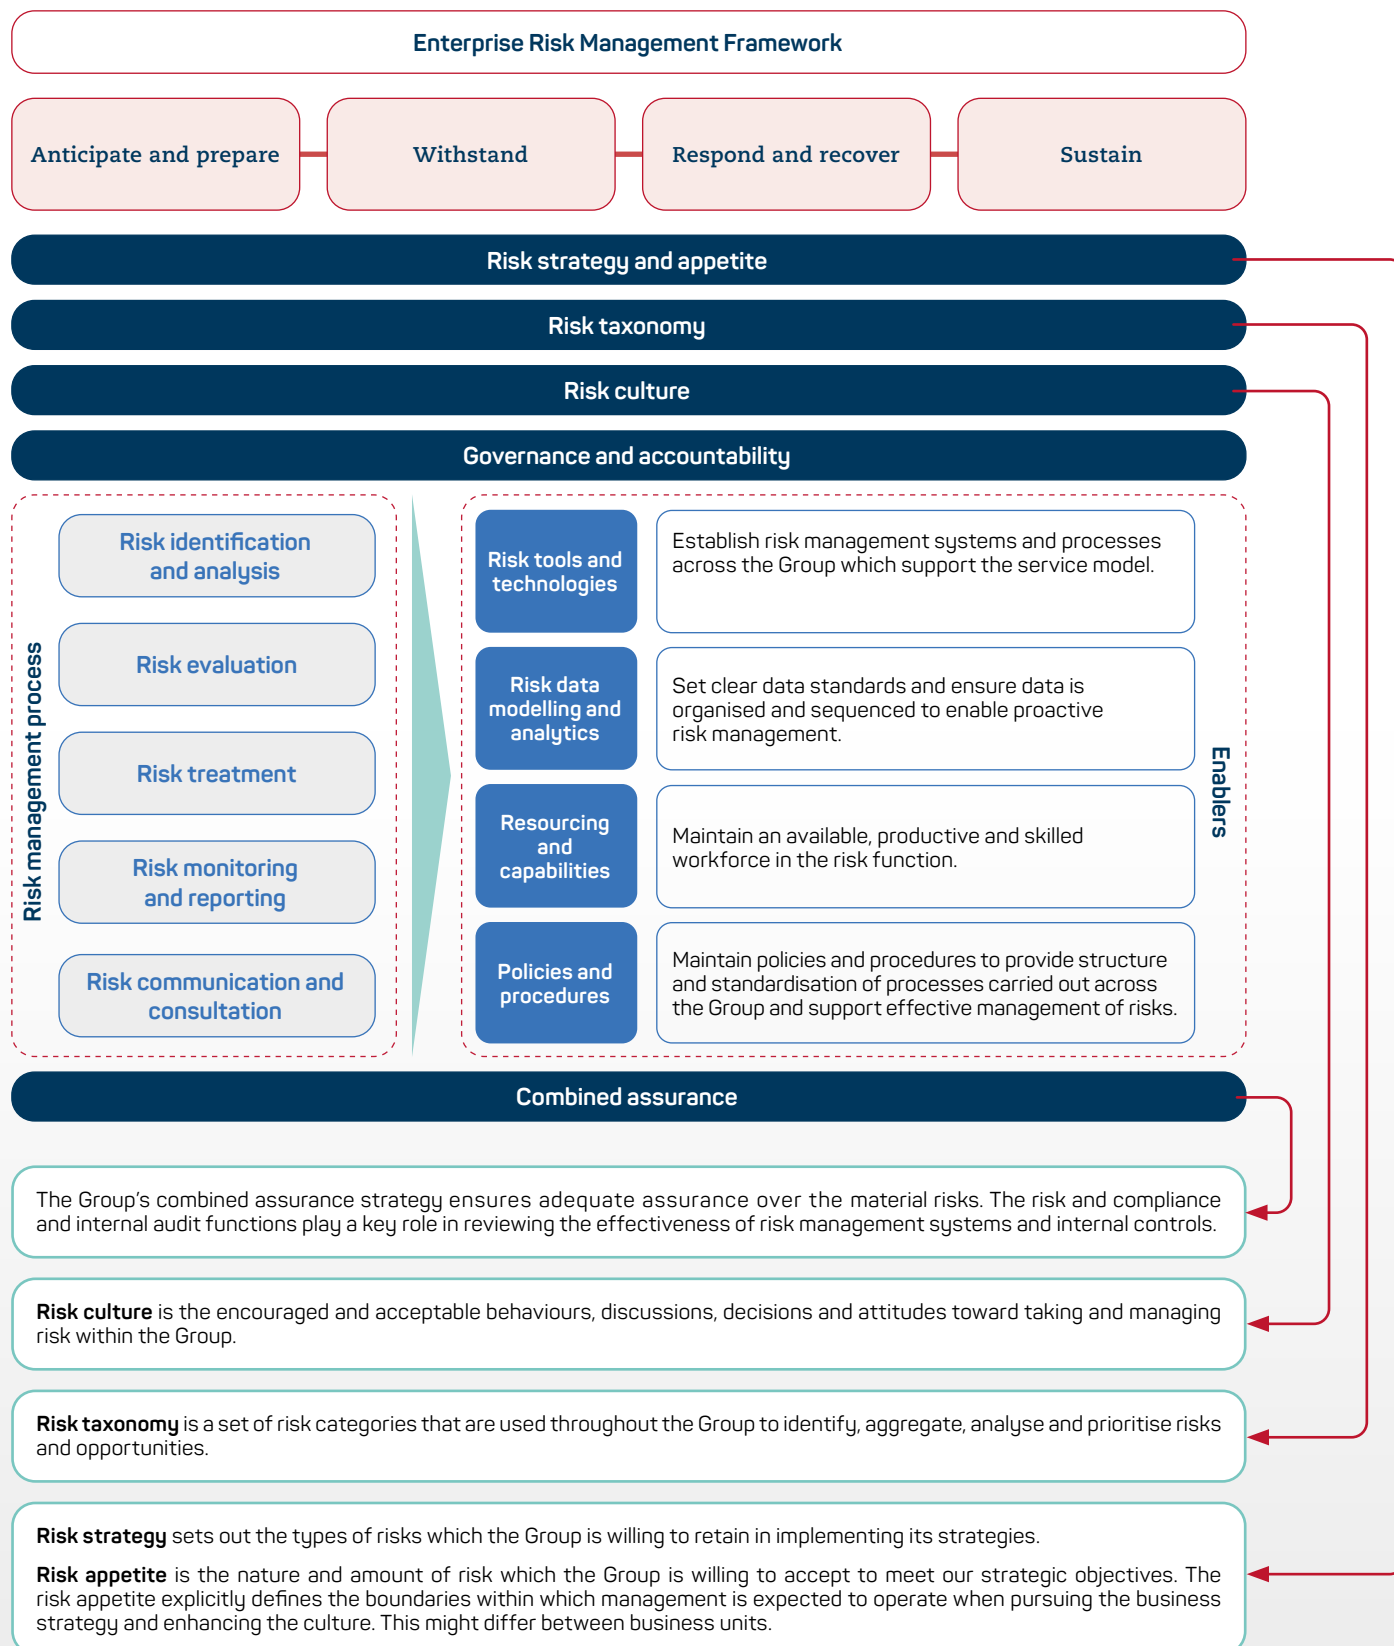 Enterprise Risk Management Framework
Anticipate and prepare
Withstand
Respond and recover
Sustain
Risk strategy and appetite
Risk taxonomy
Risk culture
Governance and accountability
Risk management process
Risk identification
and analysis
Risk evaluation
Risk treatment
Risk monitoring
and reporting
Risk communication and
consultation
Risk tools and
technologies
Establish risk management systems and processes
across the Group which support the service model.
Risk data
modelling and
analytics
Set clear data standards and ensure data is
organised and sequenced to enable proactive
risk management.
Resourcing
and
capabilities
Maintain an available, productive and skilled
workforce in the risk function.
Policies and
procedures
Maintain policies and procedures to provide structure
and standardisation of processes carried out across
the Group and support effective management of risks.
Enablers
Combined assurance
The Group's combined assurance strategy ensures adequate assurance over the material risks. The risk and compliance
and internal audit functions play a key role in reviewing the effectiveness of risk management systems and internal controls.
Risk culture is the encouraged and acceptable behaviours, discussions, decisions and attitudes toward taking and managing
risk within the Group.
Risk taxonomy is a set of risk categories that are used throughout the Group to identify, aggregate, analyse and prioritise risks
and opportunities.
Risk strategy sets out the types of risks which the Group is willing to retain in implementing its strategies.
Risk appetite is the nature and amount of risk which the Group is willing to accept to meet our strategic objectives. The
risk appetite explicitly defines the boundaries within which management is expected to operate when pursuing the business
strategy and enhancing the culture. This might differ between business units.